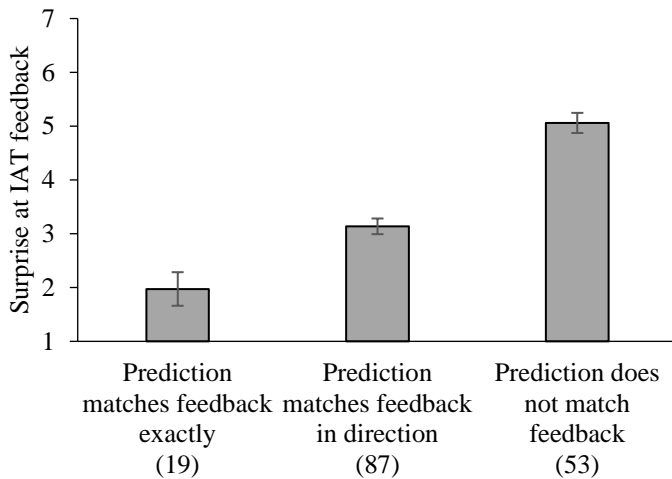 Surprise at IAT feedback
7
6
5
4
3
2
1
Prediction
matches feedback
exactly
(19)
Prediction
matches feedback
in direction
(87)
Prediction does
not match
feedback
(53)